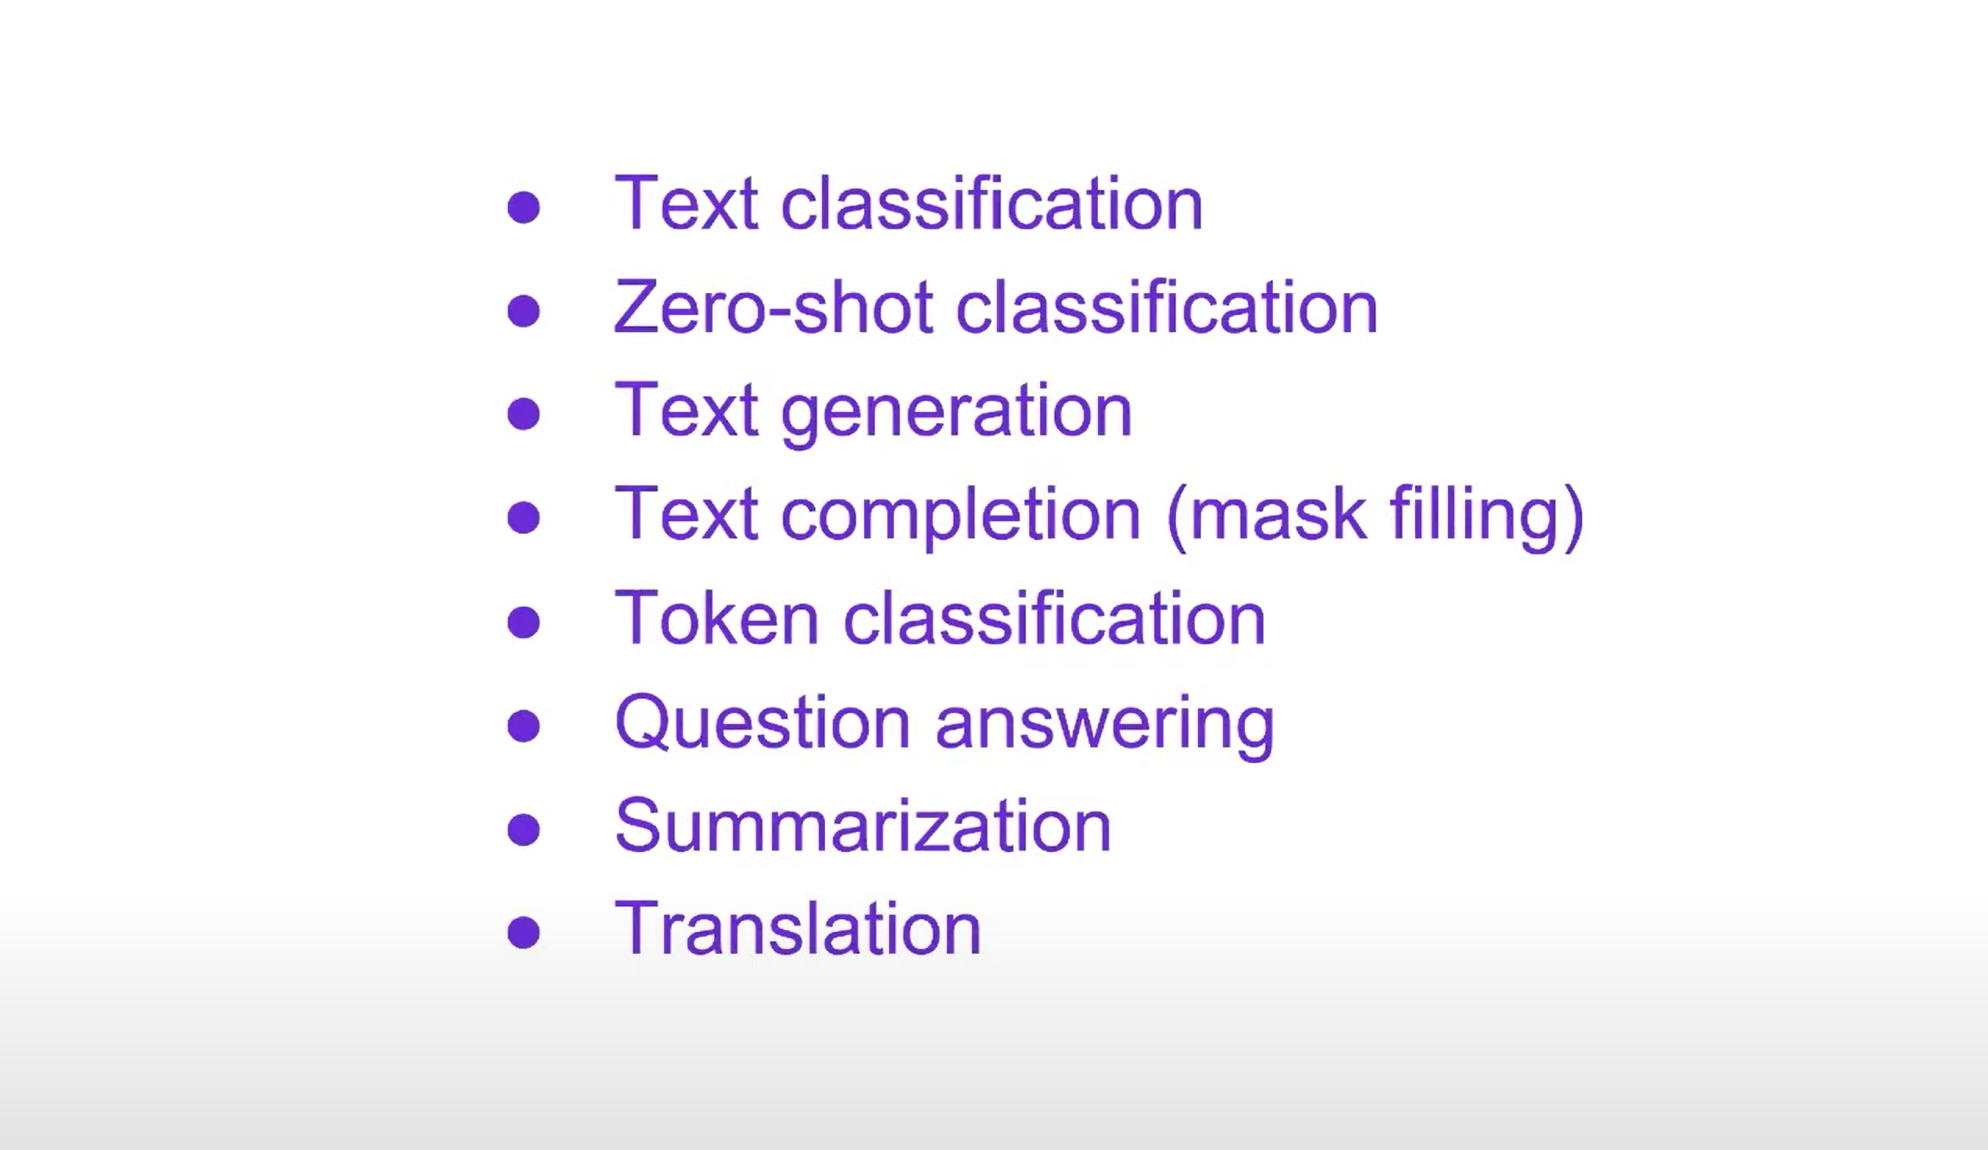 ● Text classification
● Zero-shot classification
● Text generation
● Text completion (mask filling)
● Token classification
● Question answering
● Summarization
● Translation